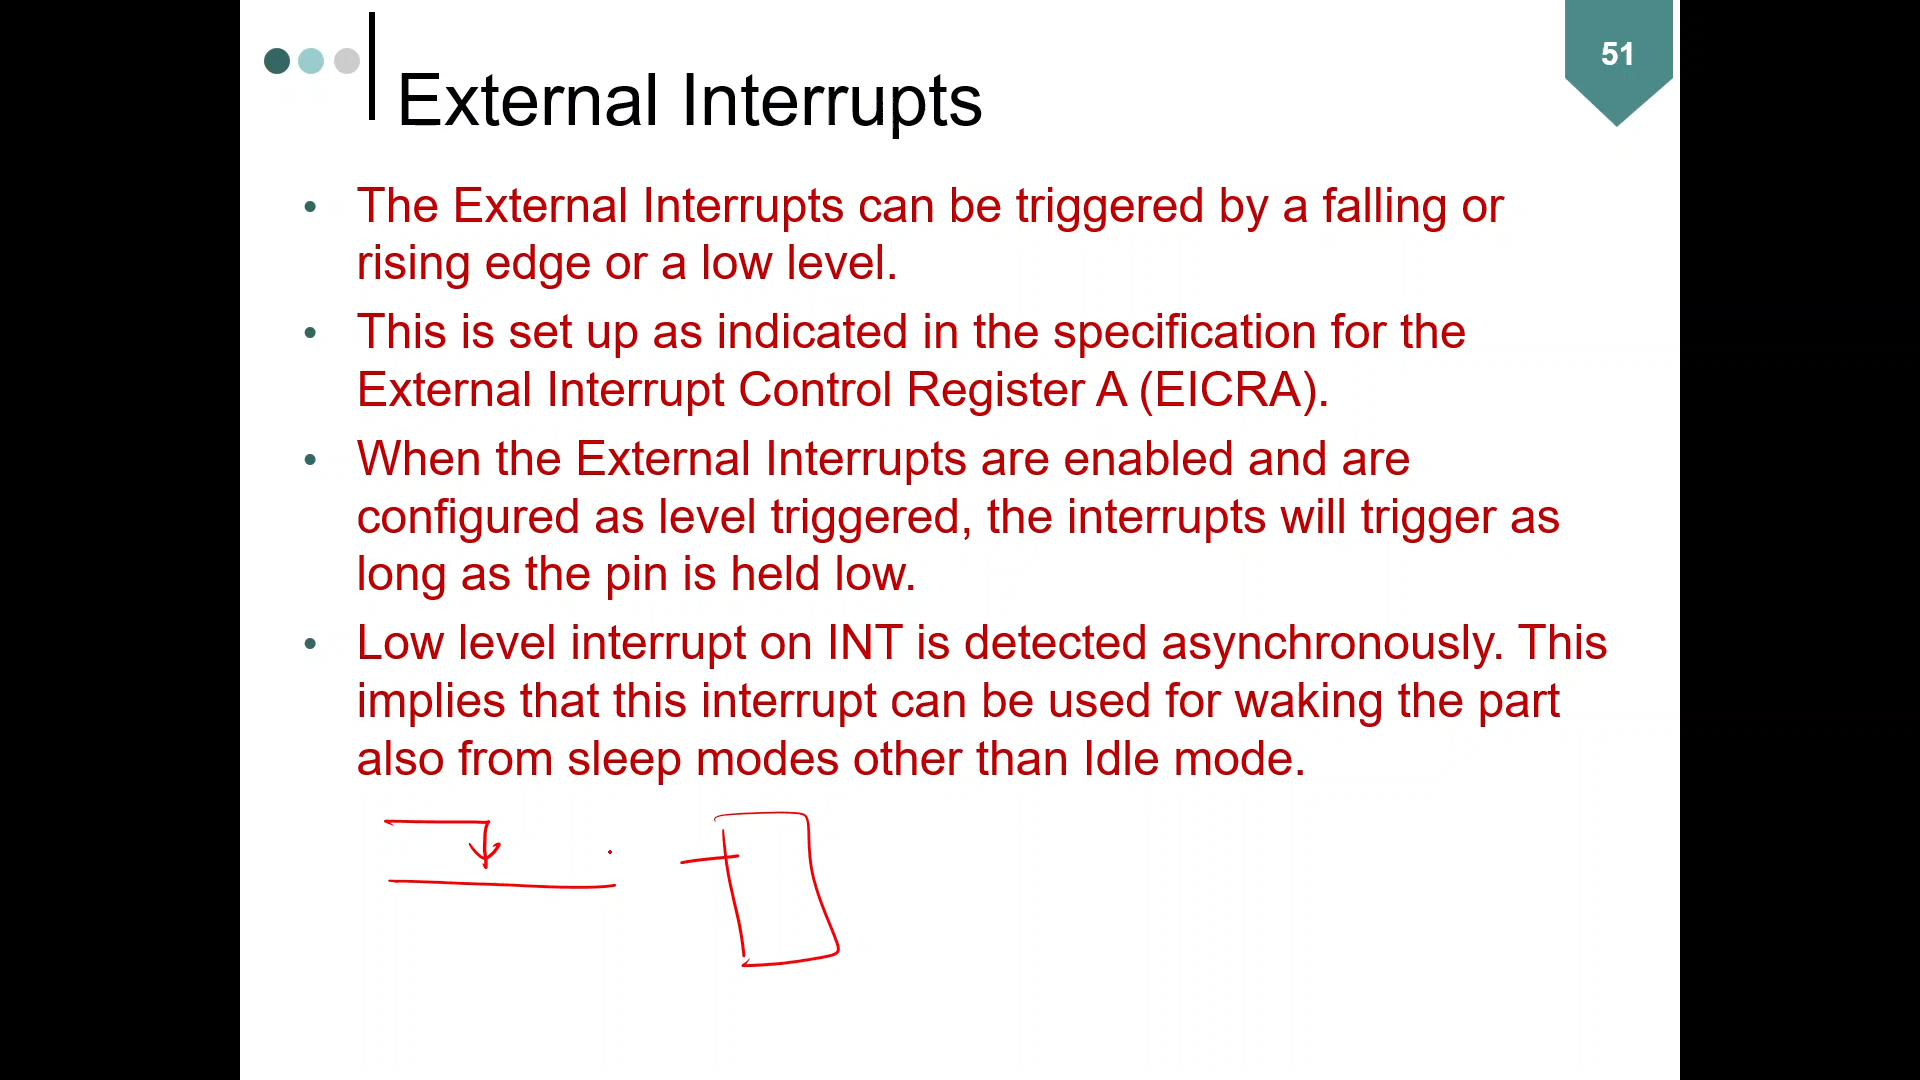 51
External Interrupts
• The External Interrupts can be triggered by a falling or
rising edge or a low level.
• This is set up as indicated in the specification for the
External Interrupt Control Register A (EICRA).
• When the External Interrupts are enabled and are
configured as level triggered, the interrupts will trigger as
long as the pin is held low.
• Low level interrupt on INT is detected asynchronously. This
implies that this interrupt can be used for waking the part
also from sleep modes other than Idle mode.